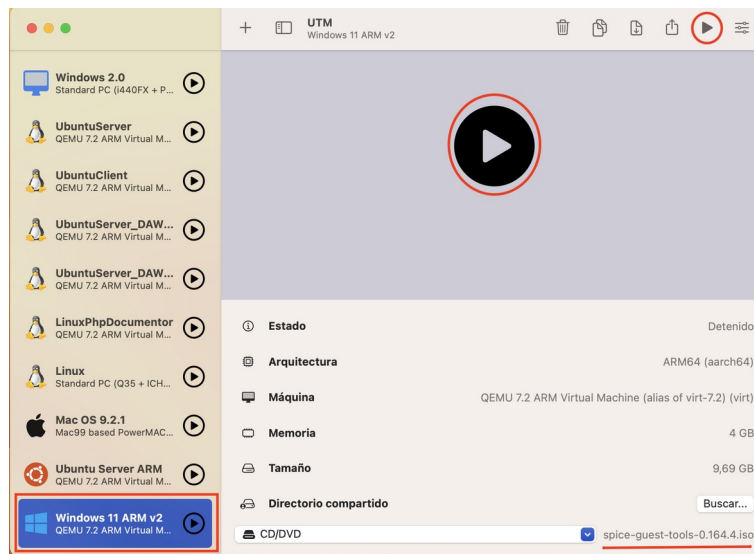 UTM
Windows 11 ARM v2
Windows 2.0
Standard PC (i440FX + P...
UbuntuServer
QEMU 7.2 ARM Virtual M...
UbuntuClient
QEMU 7.2 ARM Virtual M...
UbuntuServer_DAW...
QEMU 7.2 ARM Virtual M...
UbuntuServer_DAW...
QEMU 7.2 ARM Virtual M...
LinuxPhpDocumentor
QEMU 7.2 ARM Virtual M...
Linux
Standard PC (Q35 + ICH...
Mac OS 9.2.1
Mac99 based PowerMAC...
Ubuntu Server ARM
QEMU 7.2 ARM Virtual M...
Windows 11 ARM v2
QEMU 7.2 ARM Virtual M...
Estado Detenido
Arquitectura ARM64 (aarch64)
Máquina QEMU 7.2 ARM Virtual Machine (alias of virt-7.2) (virt)
Memoria 4 GB
Tamaño 9,69 GB
Directorio compartido Buscar...
CD/DVD spice-guest-tools-0.164.4.iso